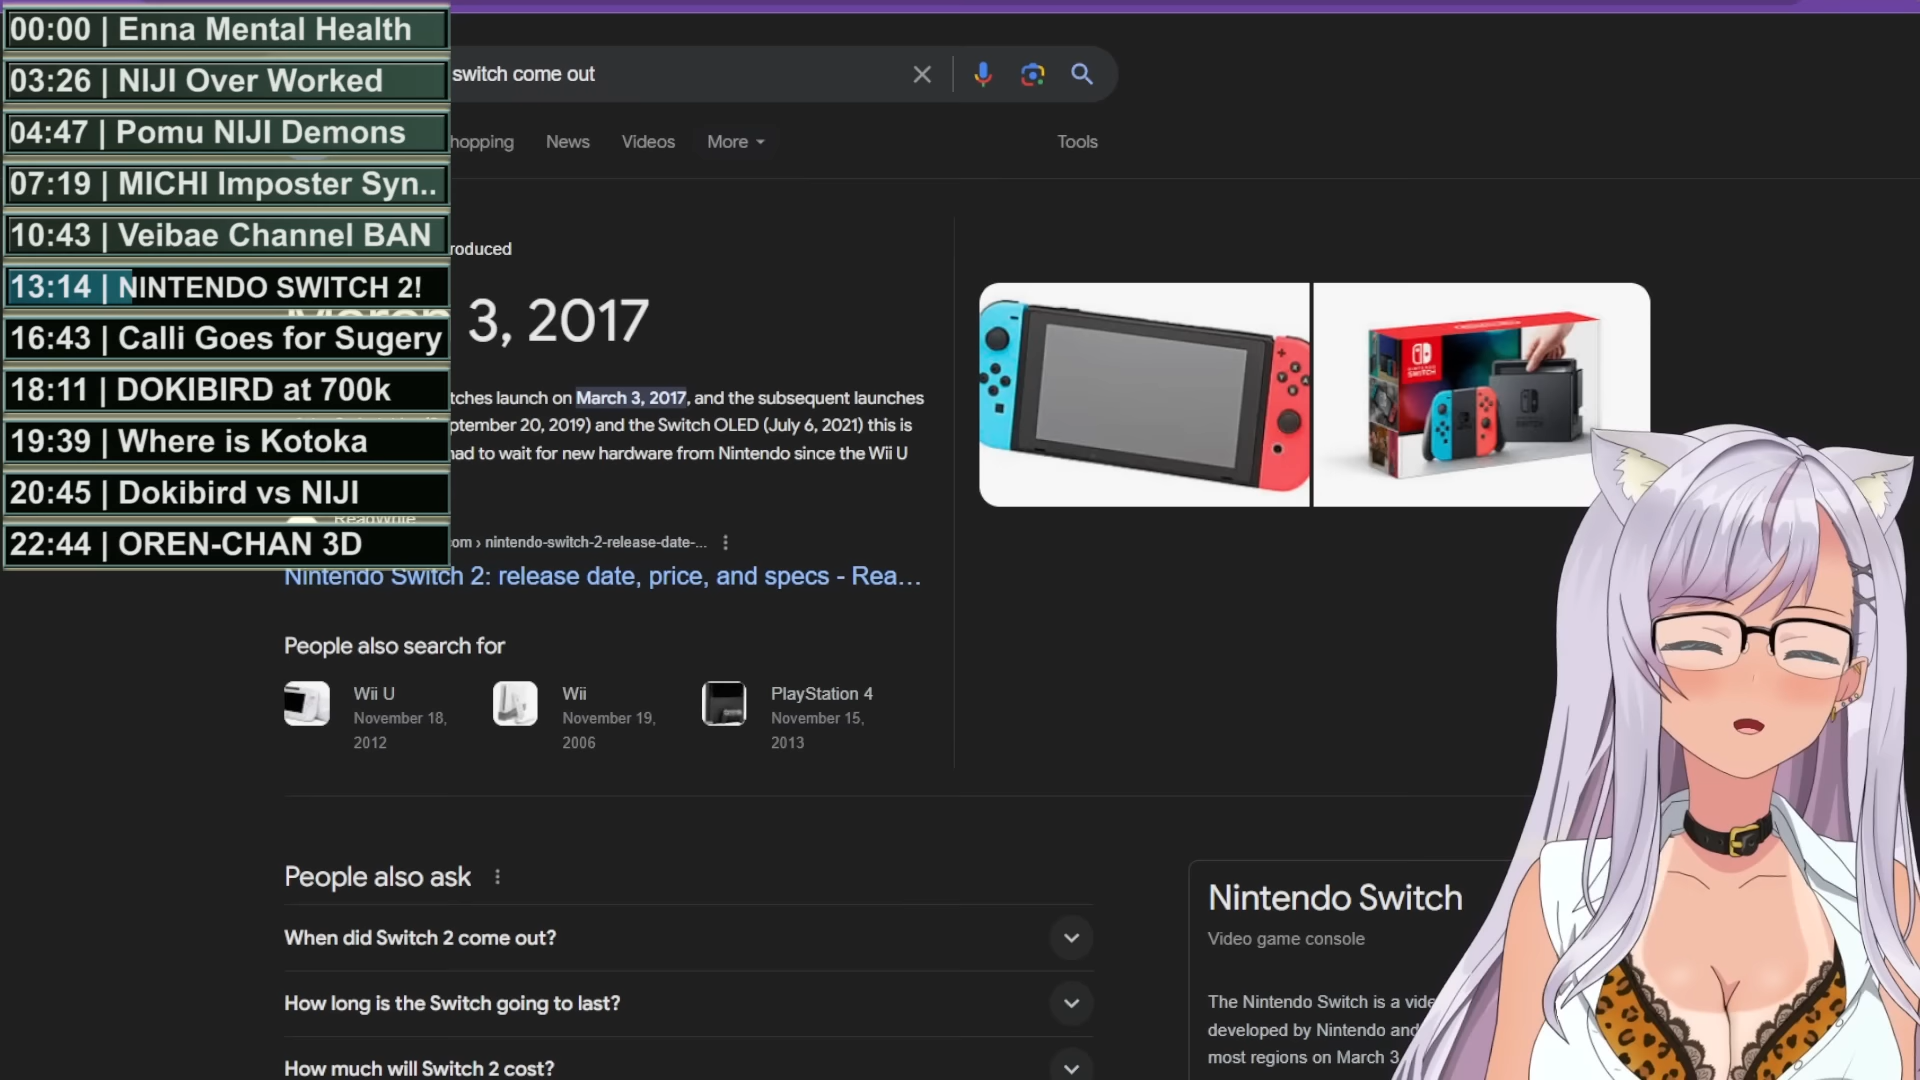 00:00 | Enna Mental Health
03:26 | NIJI Over Worked
04:47 | Pomu NIJI Demons
07:19 | MICHI Imposter Syn..
10:43 | Veibae Channel BAN
13:14 | NINTENDO SWITCH 2!
16:43 | Calli Goes for Sugery
18:11 | DOKIBIRD at 700k
19:39 | Where is Kotoka
20:45 | Dokibird vs NIJI
22:44 | OREN-CHAN 3D
switch come out
hopping News Videos More Tools
roduced
March 3, 2017
tches launch on March 3, 2017, and the subsequent launches
ptember 20, 2019) and the Switch OLED (July 6, 2021) this is
had to wait for new hardware from Nintendo since the Wii U
ReadWrite
om › nintendo-switch-2-release-date-...
Nintendo Switch 2: release date, price, and specs - Rea...
People also search for
Wii U
November 18,
2012
Wii
November 19,
2006
PlayStation 4
November 15,
2013
People also ask
When did Switch 2 come out?
How long is the Switch going to last?
How much will Switch 2 cost?
SWITCH
Nintendo Switch
Video game console
The Nintendo Switch is a vide
developed by Nintendo and
most regions on March 3